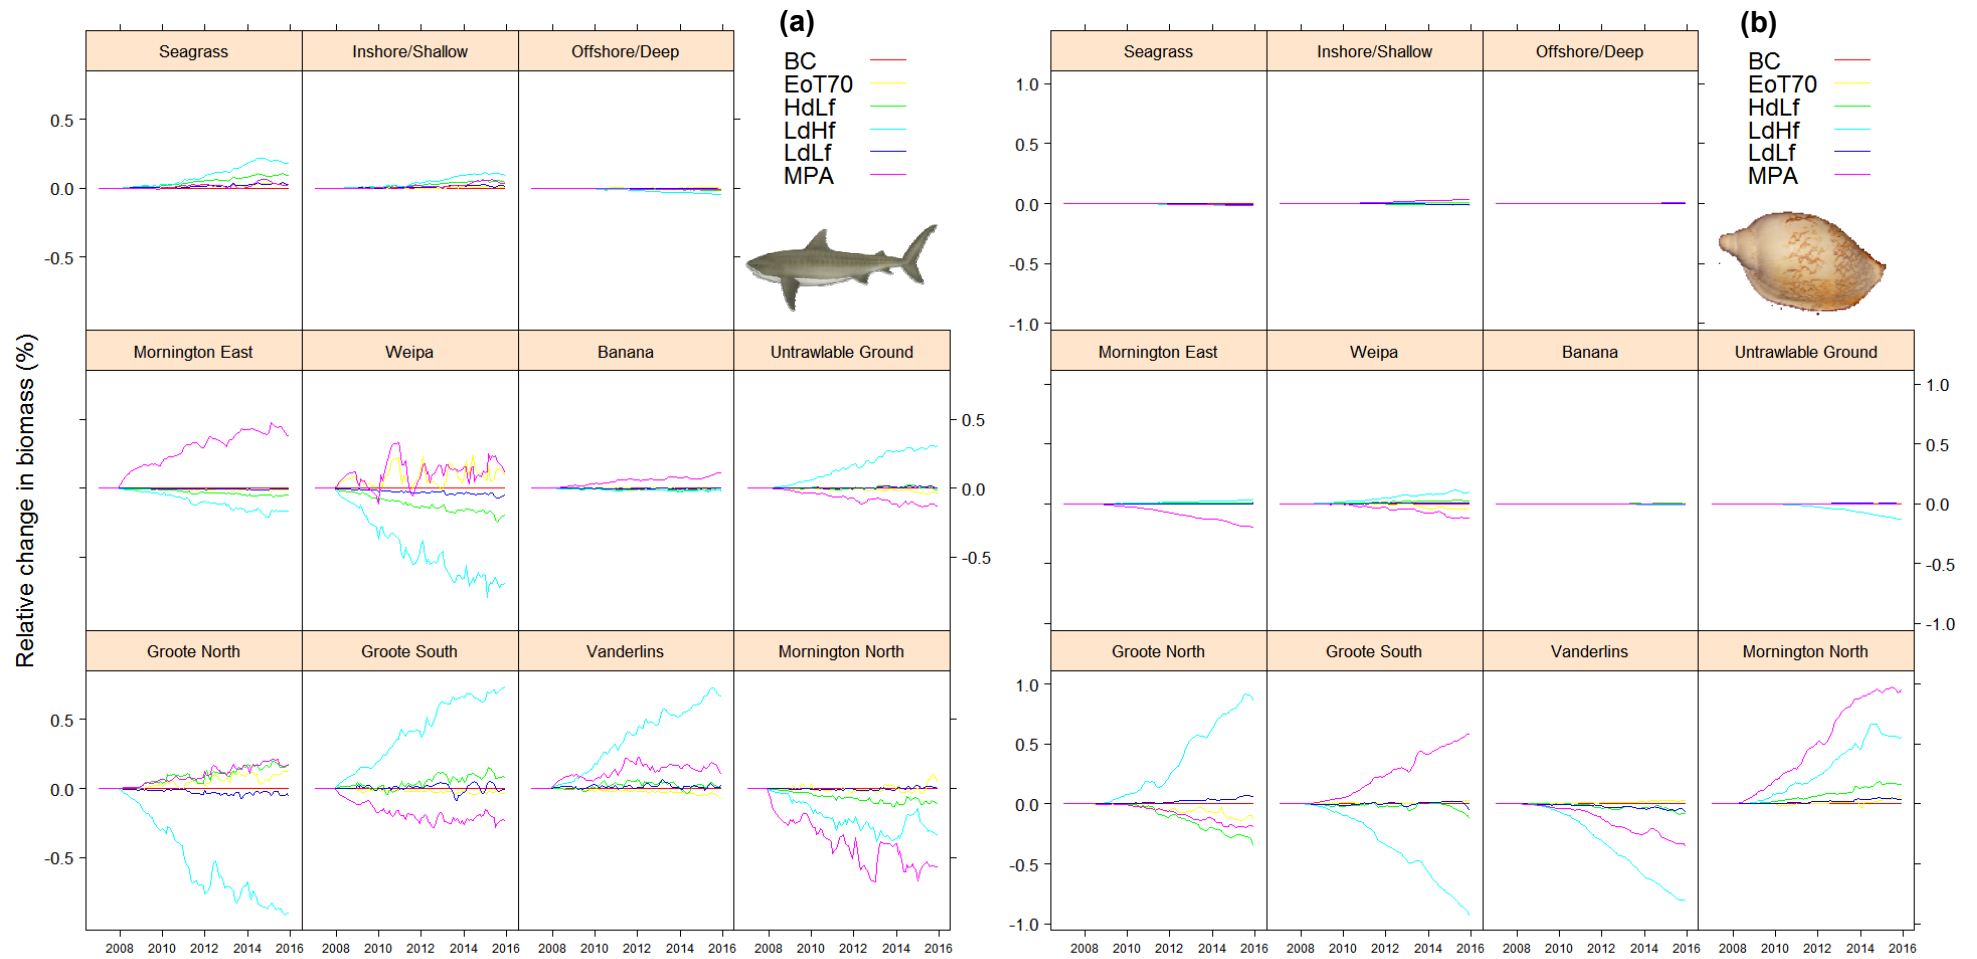 (a)
Seagrass Inshore/Shallow Offshore/Deep
BC
EoT70
HdLf
LdHf
LdLf
MPA
0.5
0.0
-0.5
Mornington East Weipa Banana Untrawlable Ground
0.5
0.0
-0.5
Groote North Groote South Vanderlins Mornington North
0.5
0.0
-0.5
2008 2010 2012 2014 2016 2008 2010 2012 2014 2016 2008 2010 2012 2014 2016 2008 2010 2012 2014 2016
Relative change in biomass (%)
(b)
Seagrass Inshore/Shallow Offshore/Deep
BC
EoT70
HdLf
LdHf
LdLf
MPA
1.0
0.5
0.0
-0.5
-1.0
Mornington East Weipa Banana Untrawlable Ground
1.0
0.5
0.0
-0.5
-1.0
Groote North Groote South Vanderlins Mornington North
1.0
0.5
0.0
-0.5
-1.0
2008 2010 2012 2014 2016 2008 2010 2012 2014 2016 2008 2010 2012 2014 2016 2008 2010 2012 2014 2016